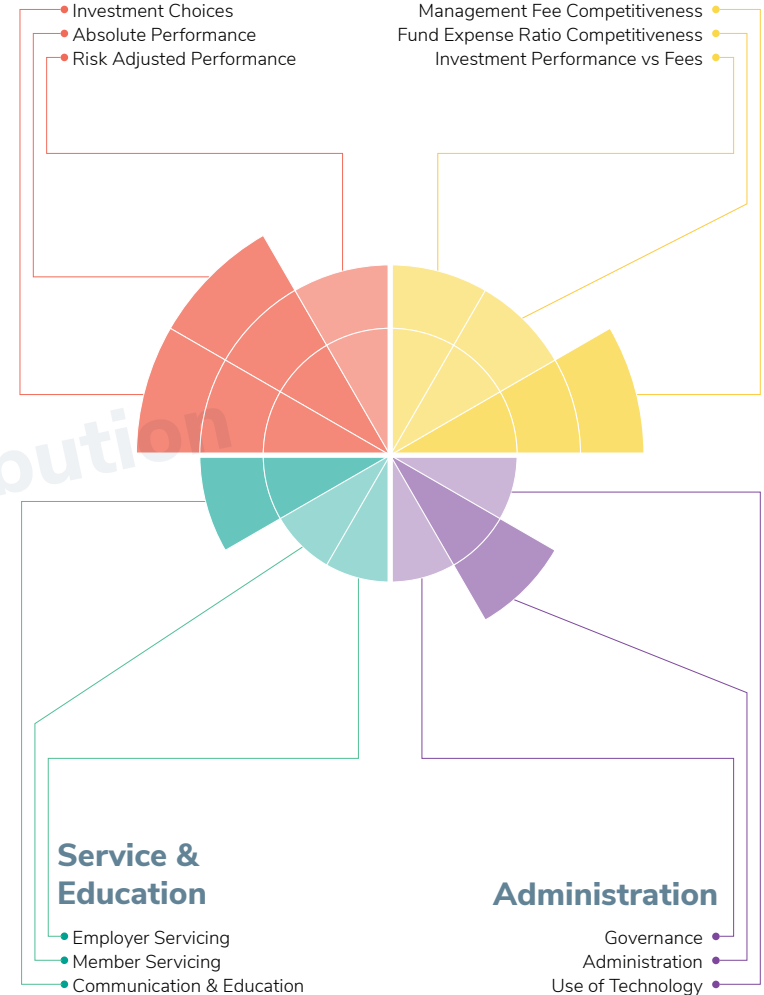 Investment Choices
Absolute Performance
Risk Adjusted Performance
Management Fee Competitiveness
Fund Expense Ratio Competitiveness
Investment Performance vs Fees
bution
Service &
Education
Employer Servicing
Member Servicing
Communication & Education
Administration
Governance
Administration
Use of Technology